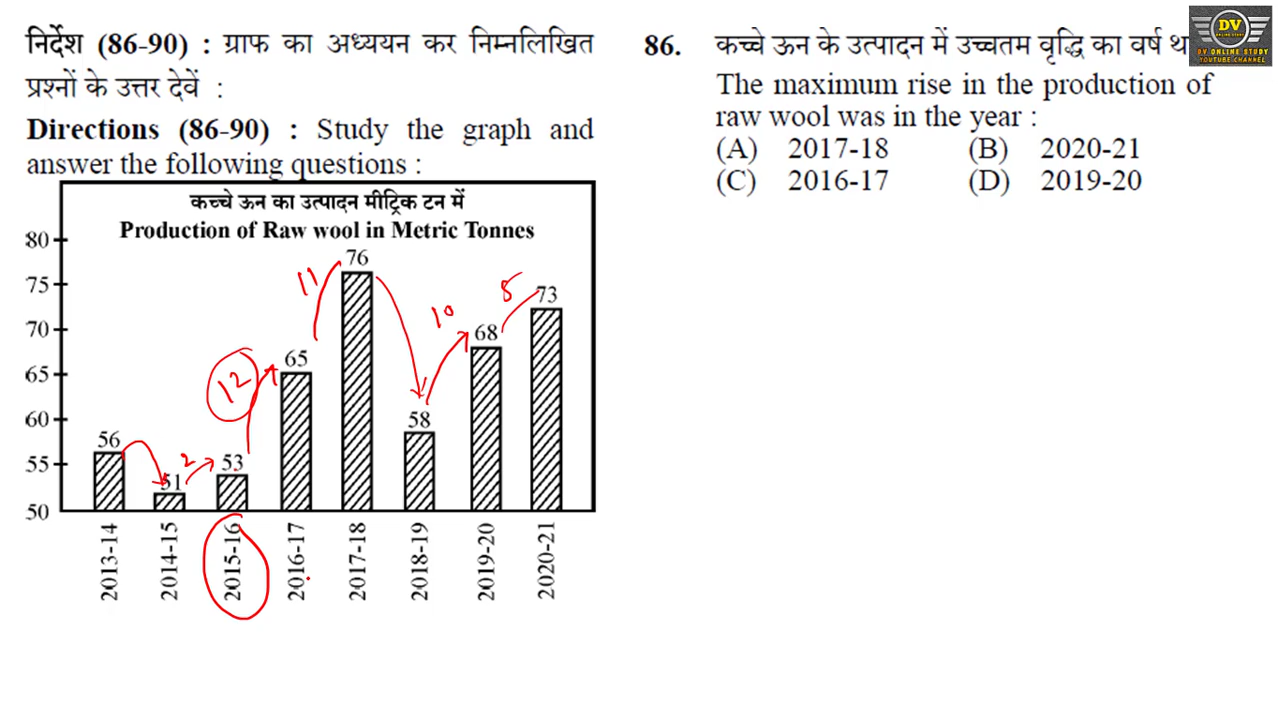 निर्देश (86-90) : ग्राफ का अध्ययन कर निम्नलिखित
प्रश्नों के उत्तर देवें :
Directions (86-90) : Study the graph and
answer the following questions :
कच्चे ऊन का उत्पादन मीट्रिक टन में
Production of Raw wool in Metric Tonnes
80
75
70
65
60
55
50
56
51
53
65
76
58
68
73
2
12
11
10
5
2013-14
2014-15
2015-16
2016-17
2017-18
2018-19
2019-20
2020-21
86. कच्चे ऊन के उत्पादन में उच्चतम वृद्धि का वर्ष
The maximum rise in the production of
raw wool was in the year :
(A) 2017-18 (B) 2020-21
(C) 2016-17 (D) 2019-20
DV
ONLINE STUDY
DV ONLINE STUDY
YOUTUBE CHANNEL